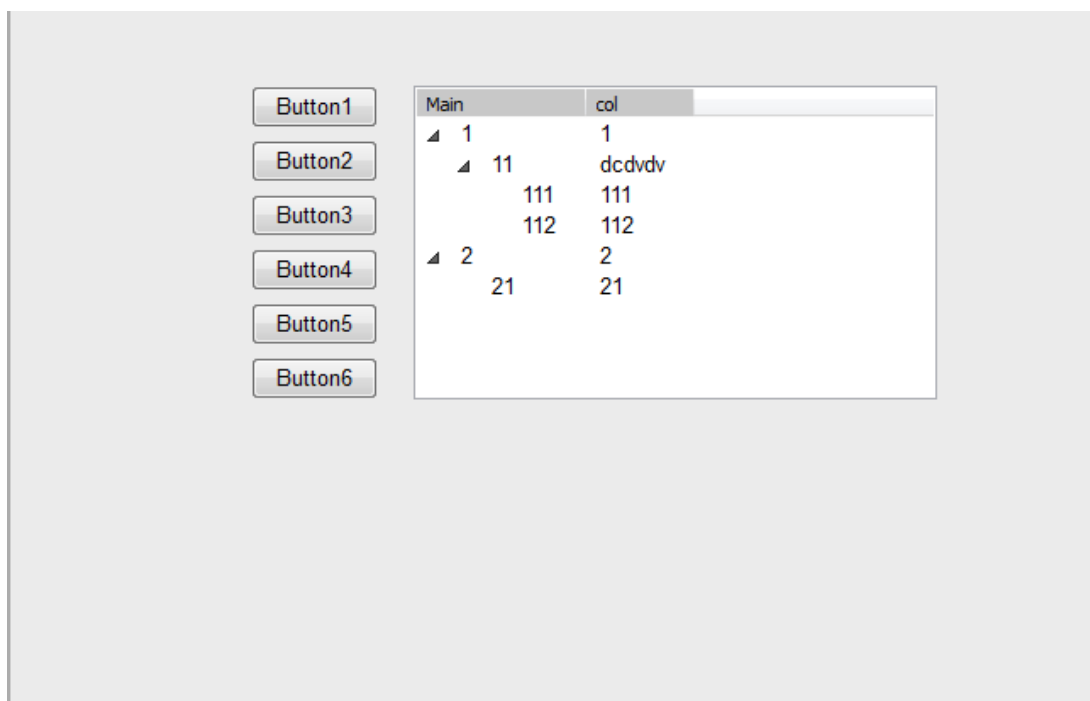 Button1
Button2
Button3
Button4
Button5
Button6
Main col
1 1
11 dcdvdv
111 111
112 112
2 2
21 21